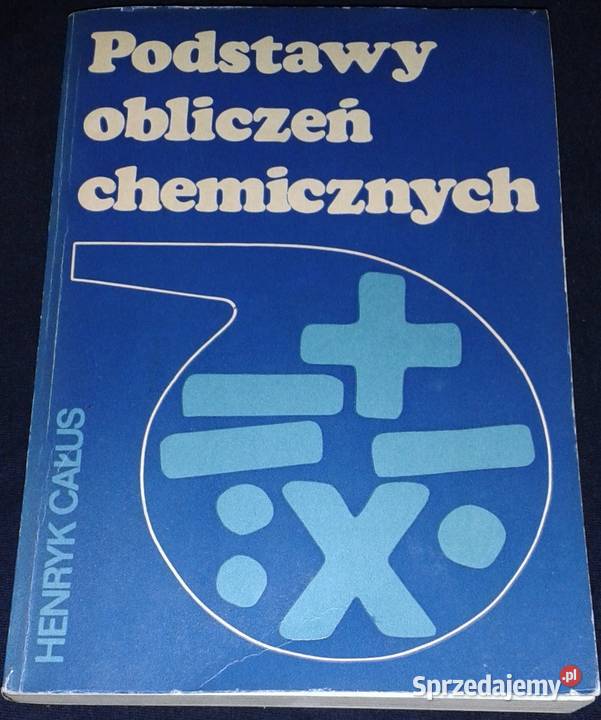 Podstawy
obliczeń
chemicznych
HENRYK CAŁUS
Sprzedajemy.pl